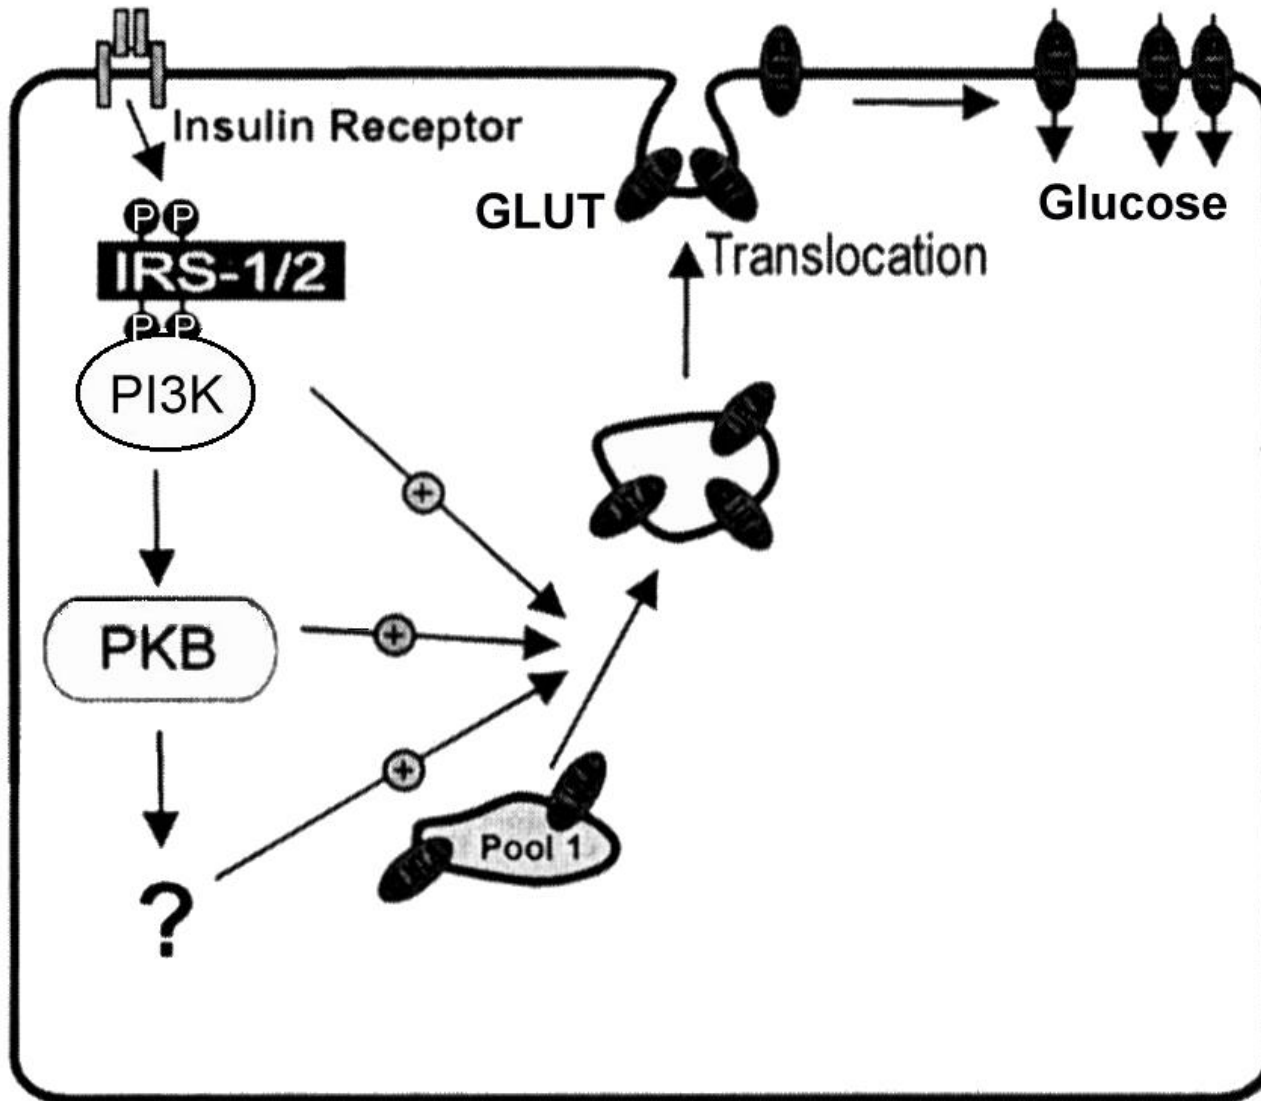 Insulin Receptor
P P
IRS-1/2
P P
PI3K
PKB
?
GLUT
Translocation
Glucose
+
+
+
Pool 1